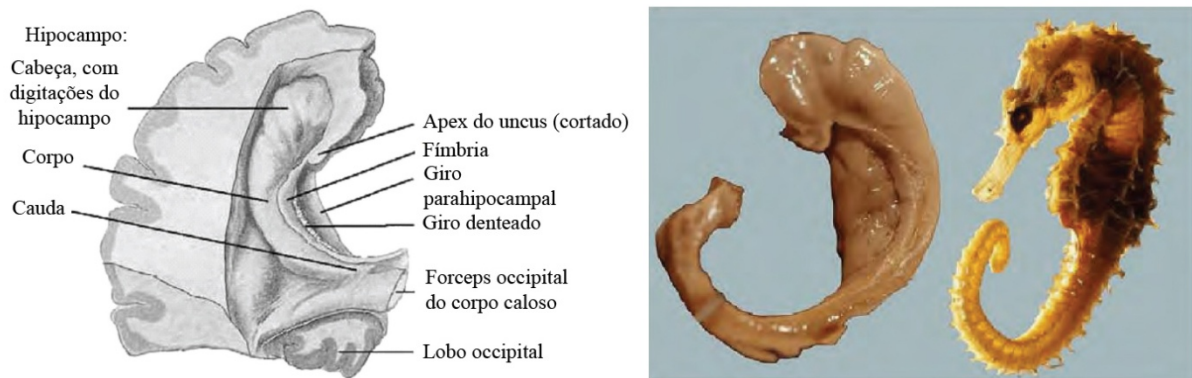 Hipocampo:
Cabeça, com
digitações do
hipocampo
Corpo
Cauda
Apex do uncus (cortado)
Fímbria
Giro
parahipocampal
Giro denteado
Forceps occipital
do corpo caloso
Lobo occipital